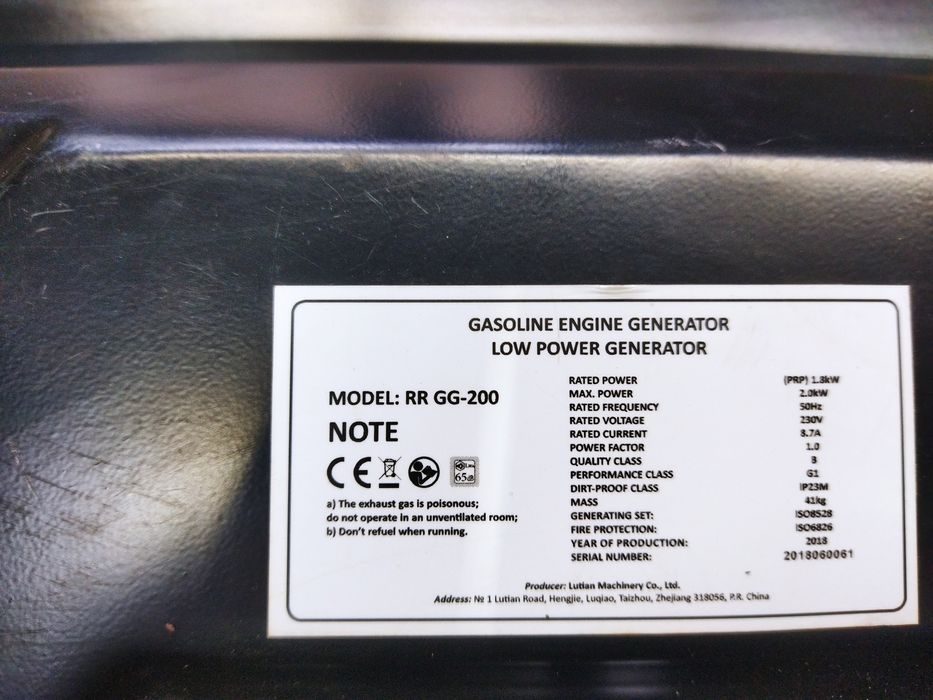 GASOLINE ENGINE GENERATOR
LOW POWER GENERATOR
MODEL: RR GG-200
NOTE
CE
65dB
a) The exhaust gas is poisonous;
do not operate in an unventilated room;
b) Don't refuel when running.
RATED POWER (PRP) 1.8kW
MAX. POWER 2.0kW
RATED FREQUENCY 50Hz
RATED VOLTAGE 230V
RATED CURRENT 8.7A
POWER FACTOR 1.0
QUALITY CLASS B
PERFORMANCE CLASS G1
DIRT-PROOF CLASS IP23M
MASS 41kg
GENERATING SET: ISO8528
FIRE PROTECTION: ISO6826
YEAR OF PRODUCTION: 2018
SERIAL NUMBER: 2018060061
Producer: Lutian Machinery Co., Ltd.
Address: № 1 Lutian Road, Hengjie, Luqiao, Taizhou, Zhejiang 318056, P.R. China